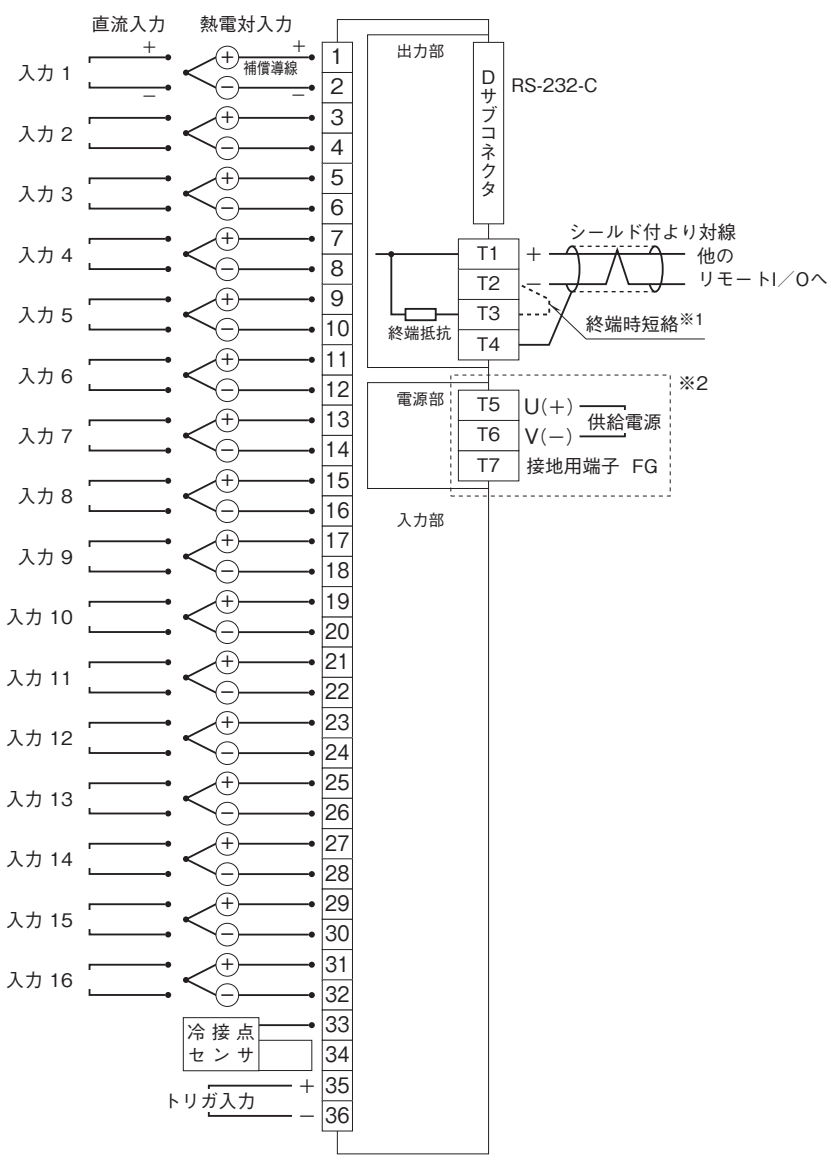 直流入力 熱電対入力
入力 1 + − + − + 補償導線 − 1
2
入力 2 + − 3
4
入力 3 + − 5
6
入力 4 + − 7
8
入力 5 + − 9
10
入力 6 + − 11
12
入力 7 + − 13
14
入力 8 + − 15
16
入力 9 + − 17
18
入力 10 + − 19
20
入力 11 + − 21
22
入力 12 + − 23
24
入力 13 + − 25
26
入力 14 + − 27
28
入力 15 + − 29
30
入力 16 + − 31
32
冷接点
センサ
33
34
トリガ入力
+ 35
− 36
出力部
Dサブコネクタ
RS-232-C
シールド付より対線
T1 + 他の
T2 − リモートI/Oへ
T3
終端抵抗
終端時短絡※1
T4
※2
電源部
T5 U(+)
供給電源
T6 V(−)
T7 接地用端子 FG
入力部